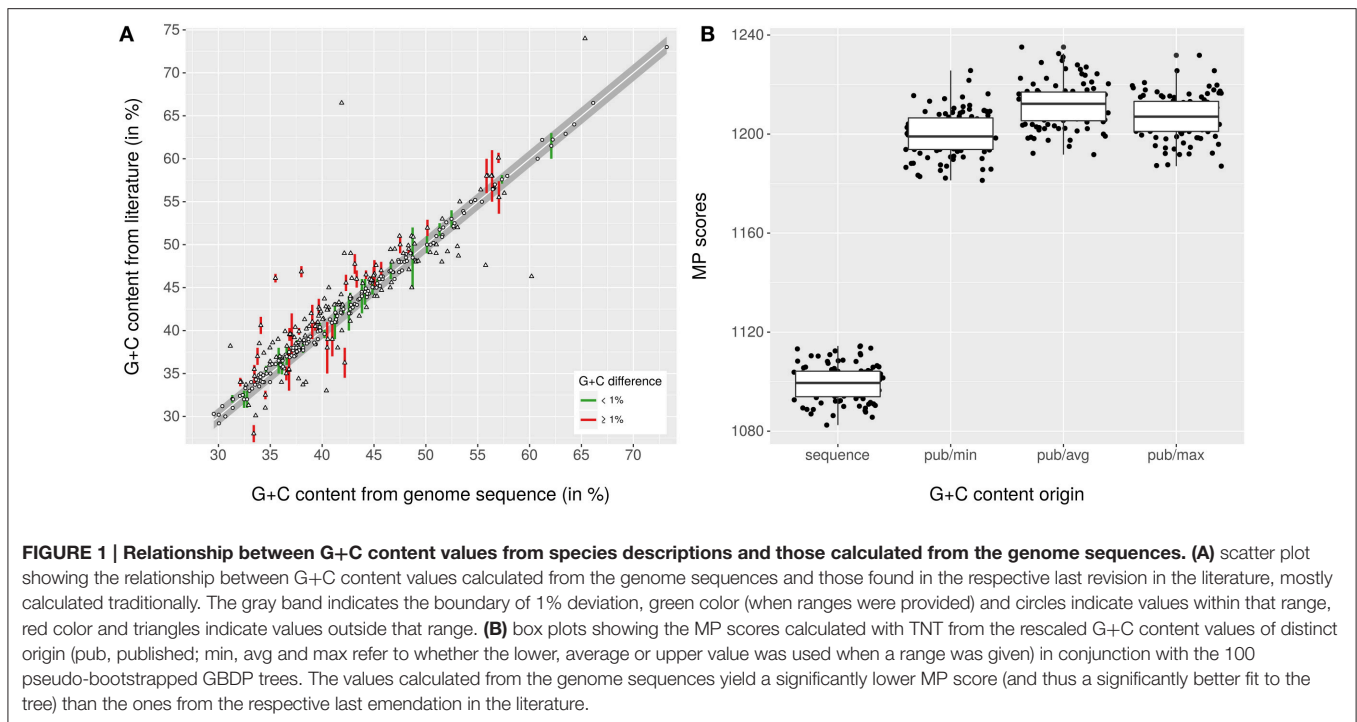 A
75
70
65
60
55
50
45
40
35
30
G+C content from literature (in %)
30 35 40 45 50 55 60 65 70
G+C content from genome sequence (in %)
G+C difference
< 1%
≥ 1%
B
1240
1200
1160
1120
1080
MP scores
sequence pub/min pub/avg pub/max
G+C content origin
FIGURE 1 | Relationship between G+C content values from species descriptions and those calculated from the genome sequences. (A) scatter plot
showing the relationship between G+C content values calculated from the genome sequences and those found in the respective last revision in the literature, mostly
calculated traditionally. The gray band indicates the boundary of 1% deviation, green color (when ranges were provided) and circles indicate values within that range,
red color and triangles indicate values outside that range. (B) box plots showing the MP scores calculated with TNT from the rescaled G+C content values of distinct
origin (pub, published; min, avg and max refer to whether the lower, average or upper value was used when a range was given) in conjunction with the 100
pseudo-bootstrapped GBDP trees. The values calculated from the genome sequences yield a significantly lower MP score (and thus a significantly better fit to the
tree) than the ones from the respective last emendation in the literature.